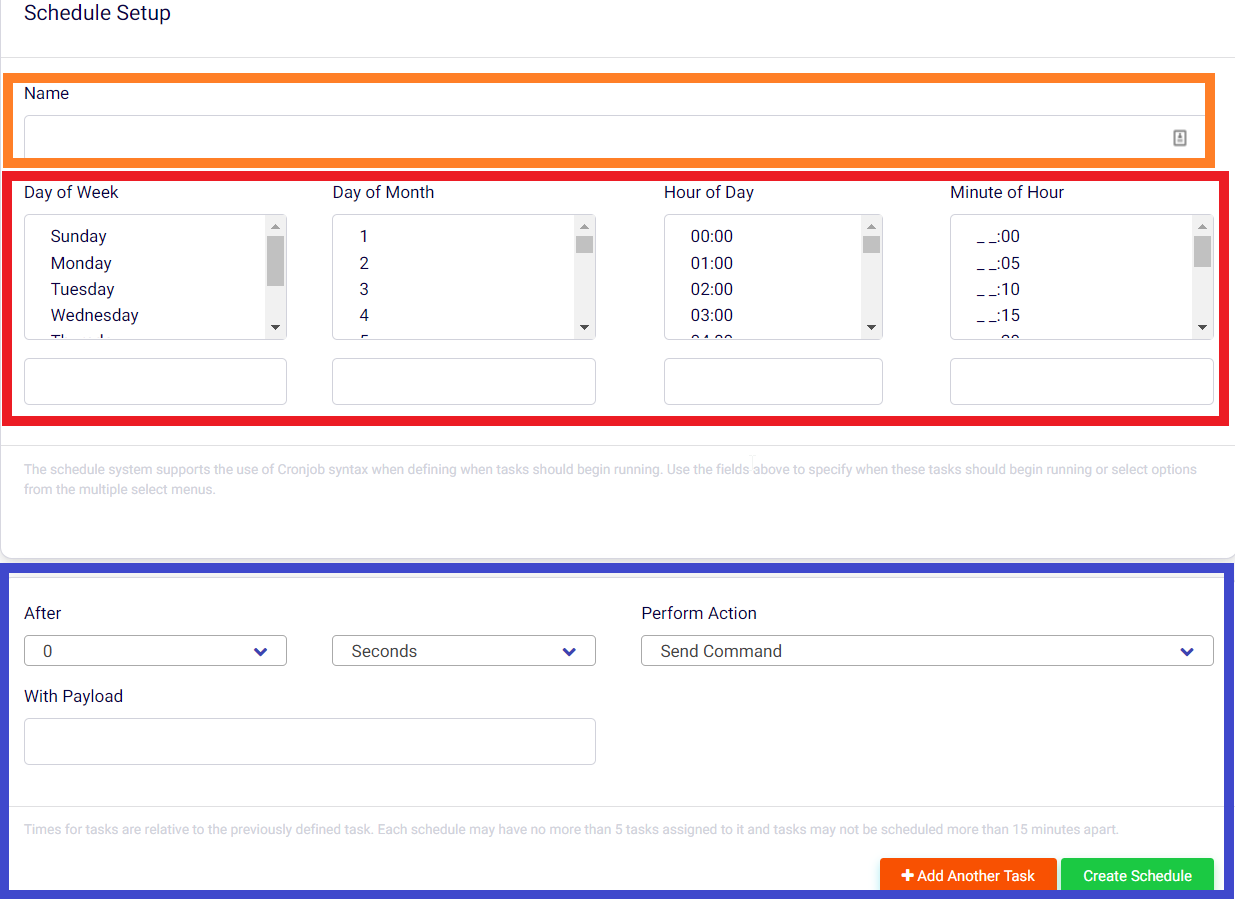 Schedule Setup
Name
Day of Week
Day of Month
Hour of Day
Minute of Hour
Sunday
Monday
Tuesday
Wednesday
1
2
3
4
00:00
01:00
02:00
03:00
_ _:00
_ _:05
_ _:10
_ _:15
The schedule system supports the use of Cronjob syntax when defining when tasks should begin running. Use the fields above to specify when these tasks should begin running or select options
from the multiple select menus.
After
Perform Action
0
Seconds
Send Command
With Payload
Times for tasks are relative to the previously defined task. Each schedule may have no more than 5 tasks assigned to it and tasks may not be scheduled more than 15 minutes apart.
Add Another Task
Create Schedule